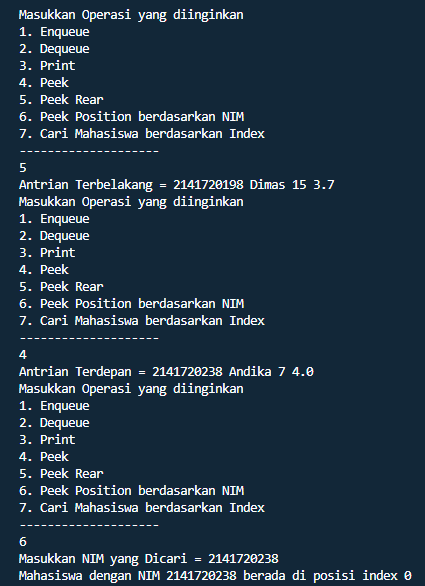 Masukkan Operasi yang diinginkan
1. Enqueue
2. Dequeue
3. Print
4. Peek
5. Peek Rear
6. Peek Position berdasarkan NIM
7. Cari Mahasiswa berdasarkan Index
--------------------
5
Antrian Terbelakang = 2141720198 Dimas 15 3.7
Masukkan Operasi yang diinginkan
1. Enqueue
2. Dequeue
3. Print
4. Peek
5. Peek Rear
6. Peek Position berdasarkan NIM
7. Cari Mahasiswa berdasarkan Index
--------------------
4
Antrian Terdepan = 2141720238 Andika 7 4.0
Masukkan Operasi yang diinginkan
1. Enqueue
2. Dequeue
3. Print
4. Peek
5. Peek Rear
6. Peek Position berdasarkan NIM
7. Cari Mahasiswa berdasarkan Index
--------------------
6
Masukkan NIM yang Dicari = 2141720238
Mahasiswa dengan NIM 2141720238 berada di posisi index 0